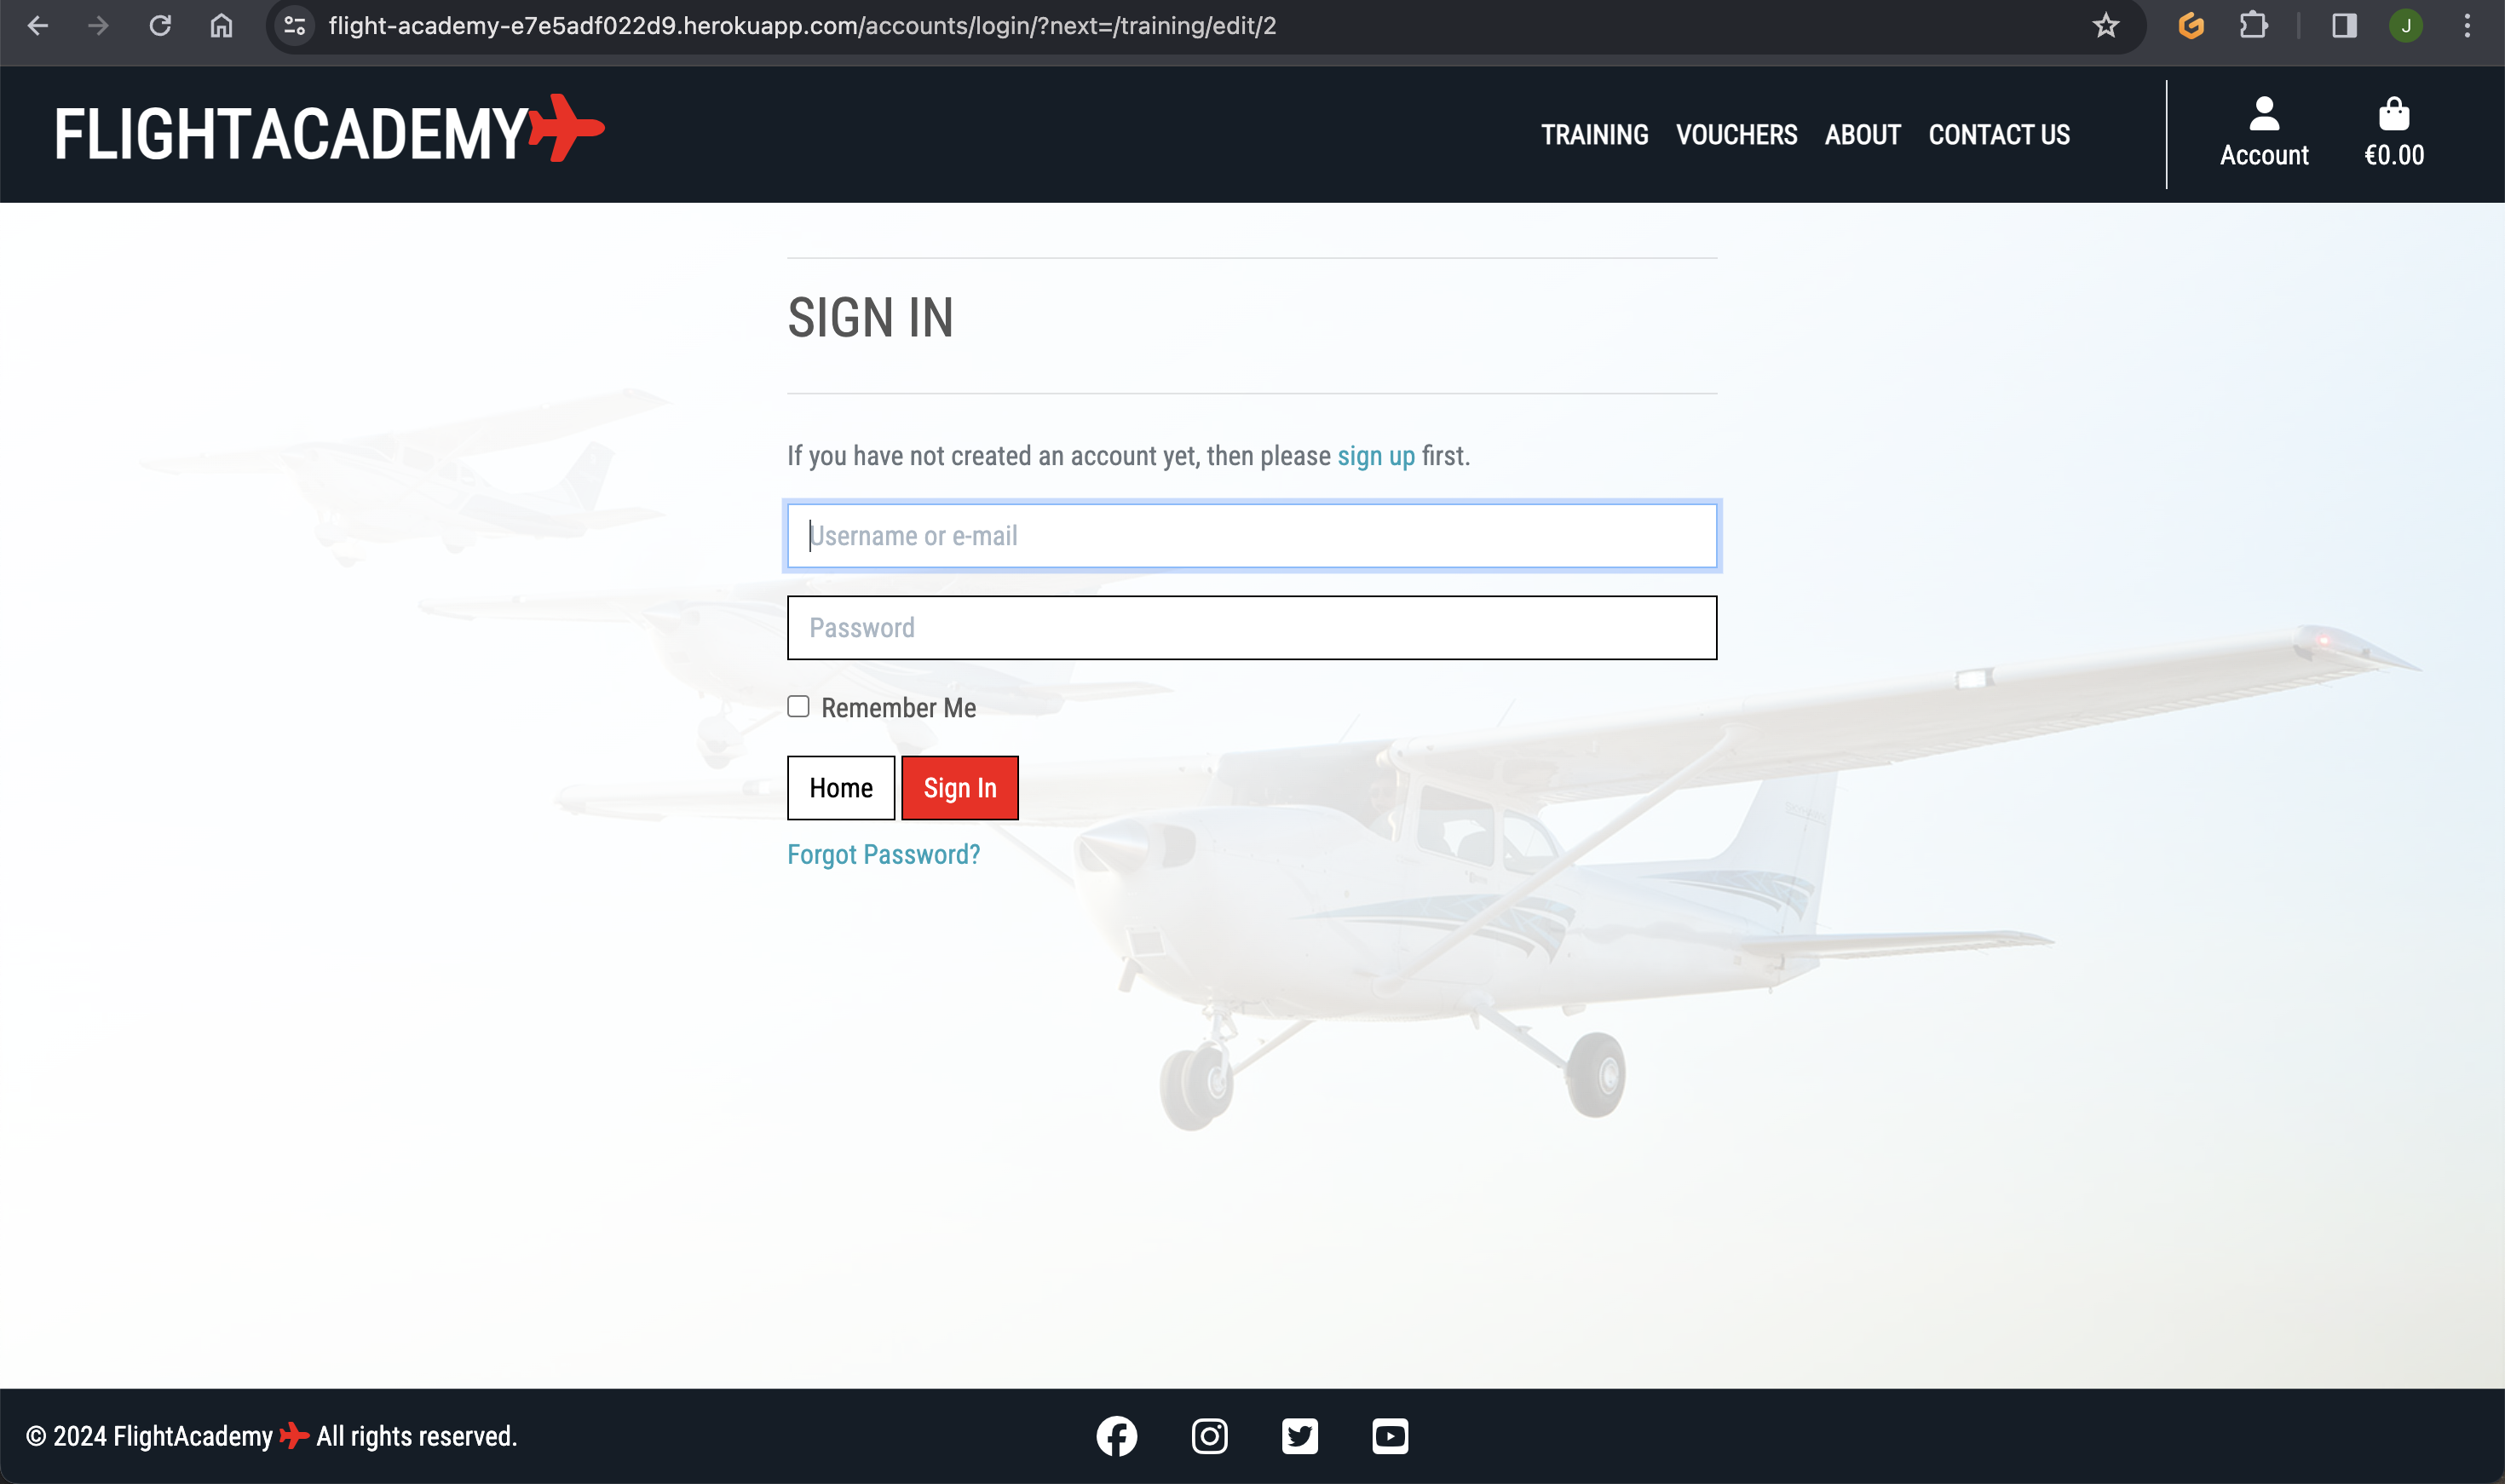 flight-academy-e7e5adf022d9.herokuapp.com/accounts/login/?next=/training/edit/2
J
FLIGHTACADEMY
TRAINING VOUCHERS ABOUT CONTACT US
Account €0.00
SIGN IN
If you have not created an account yet, then please sign up first.
Username or e-mail
Password
Remember Me
Home Sign In
Forgot Password?
© 2024 FlightAcademy All rights reserved.